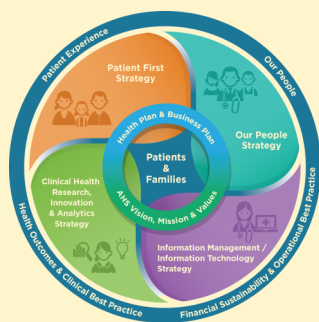 Patient Experience
Our People
Patient First
Strategy
Our People
Strategy
Health Plan & Business Plan
Patients
&
Families
AHS Vision, Mission & Values
Clinical Health
Research,
Innovation
& Analytics
Strategy
Information Management /
Information Technology
Strategy
Health Outcomes & Clinical Best Practice
Financial Sustainability & Operational Best Practice